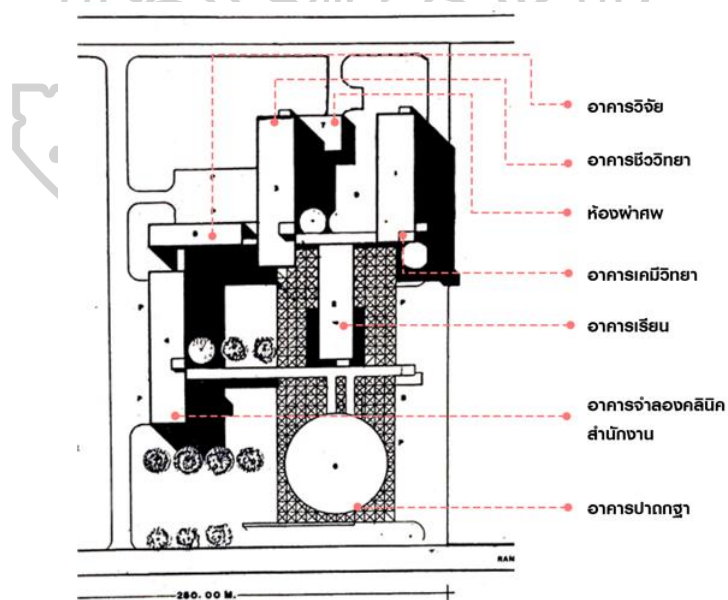 อาคารวิจัย
อาคารชีววิทยา
ห้องผ่าศพ
อาคารเคมีวิทยา
อาคารเรียน
อาคารจำลองคลินิค
สำนักงาน
อาคารปาถกฐา
RAM
250.00 M.